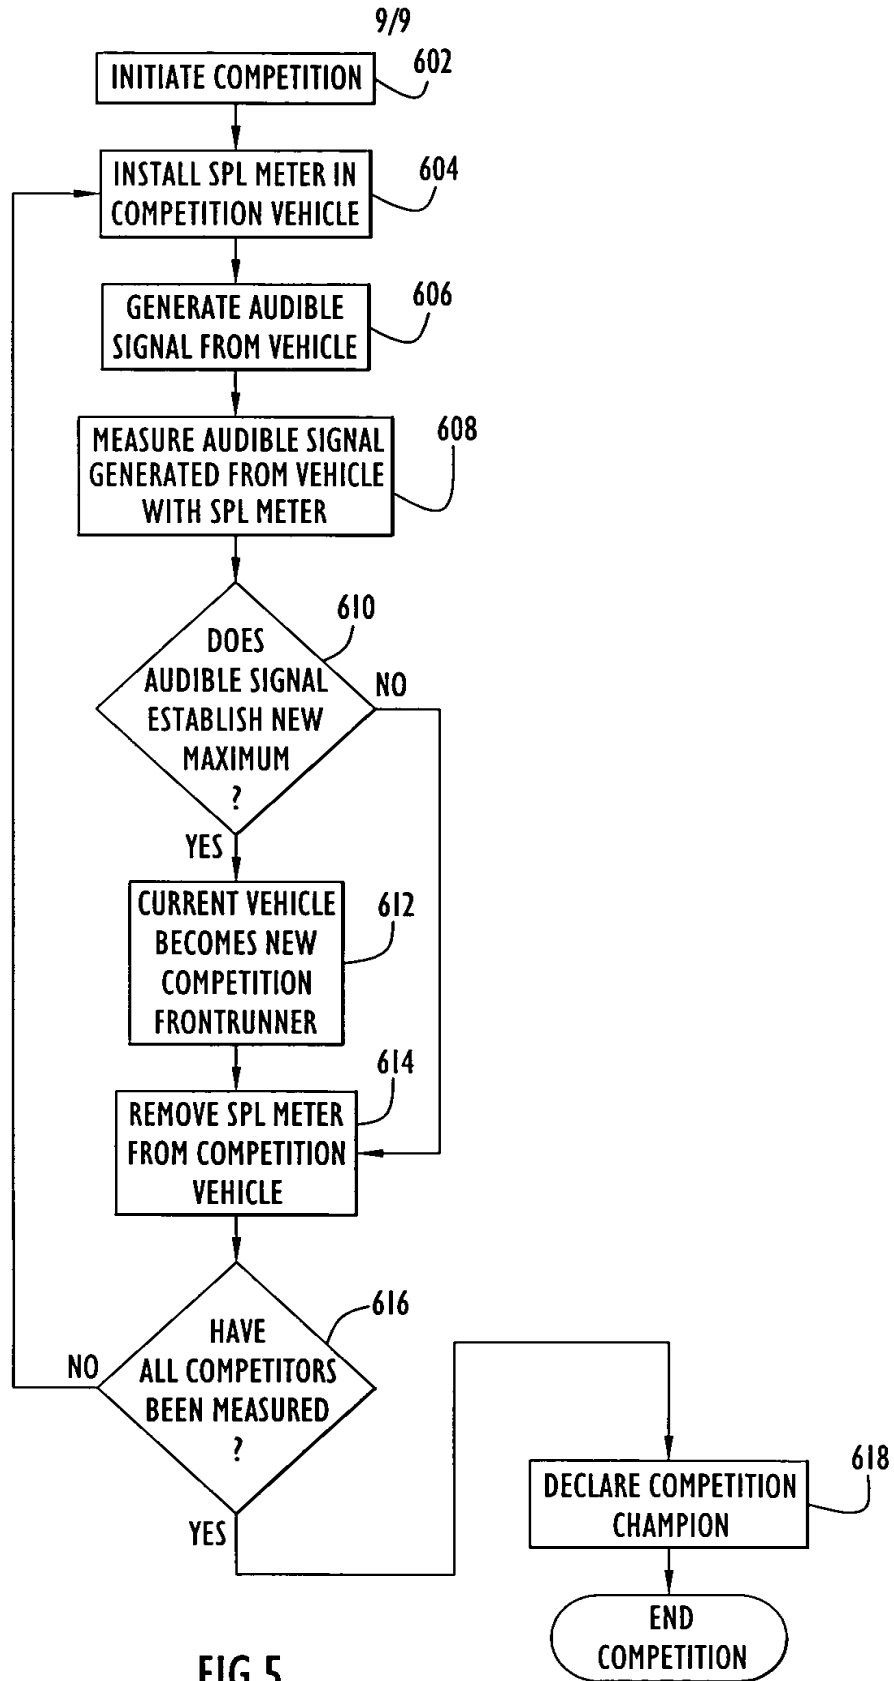 9/9
INITIATE COMPETITION
602
INSTALL SPL METER IN
COMPETITION VEHICLE
604
GENERATE AUDIBLE
SIGNAL FROM VEHICLE
606
MEASURE AUDIBLE SIGNAL
GENERATED FROM VEHICLE
WITH SPL METER
608
DOES
AUDIBLE SIGNAL
ESTABLISH NEW
MAXIMUM
?
610
NO
YES
CURRENT VEHICLE
BECOMES NEW
COMPETITION
FRONTRUNNER
612
REMOVE SPL METER
FROM COMPETITION
VEHICLE
614
HAVE
ALL COMPETITORS
BEEN MEASURED
?
616
NO
YES
DECLARE COMPETITION
CHAMPION
618
END
COMPETITION
FIG.5